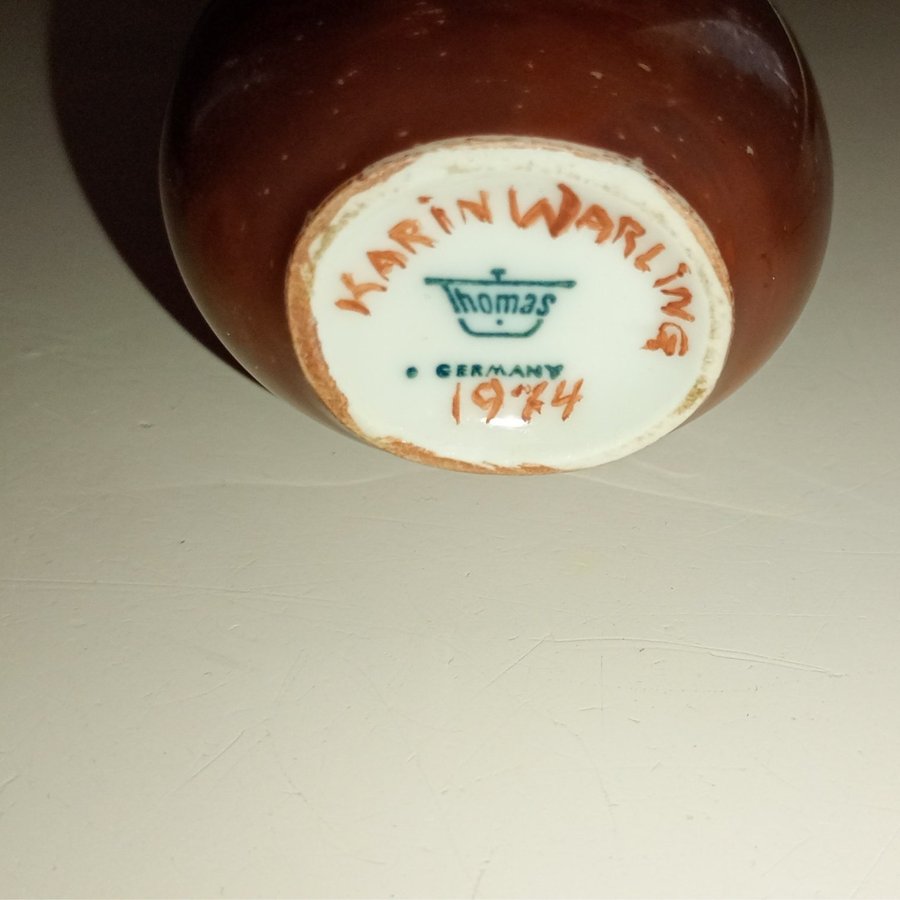 KARIN WARLING
Thomas
GERMANY
1974